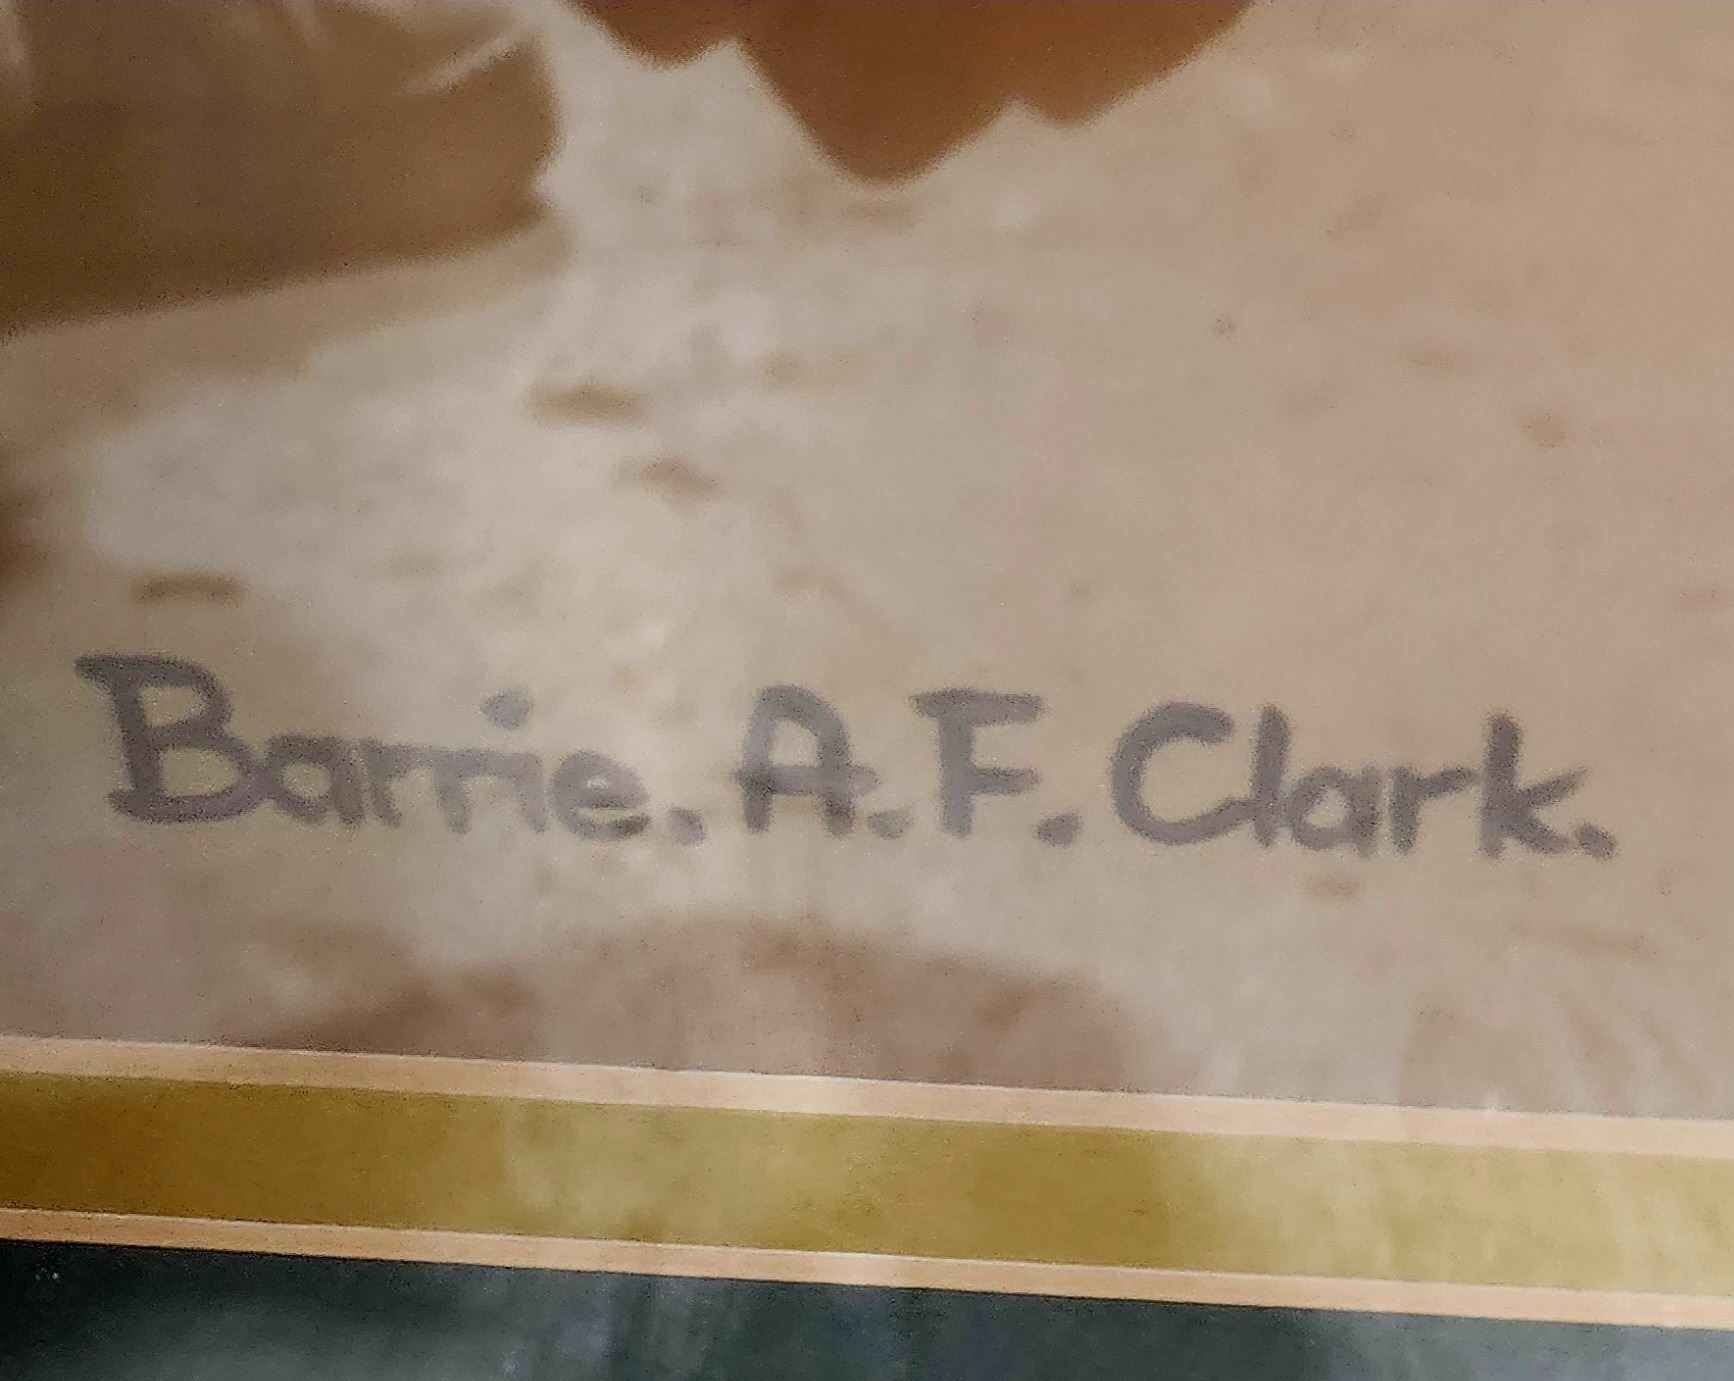 Barrie. A. F. Clark.